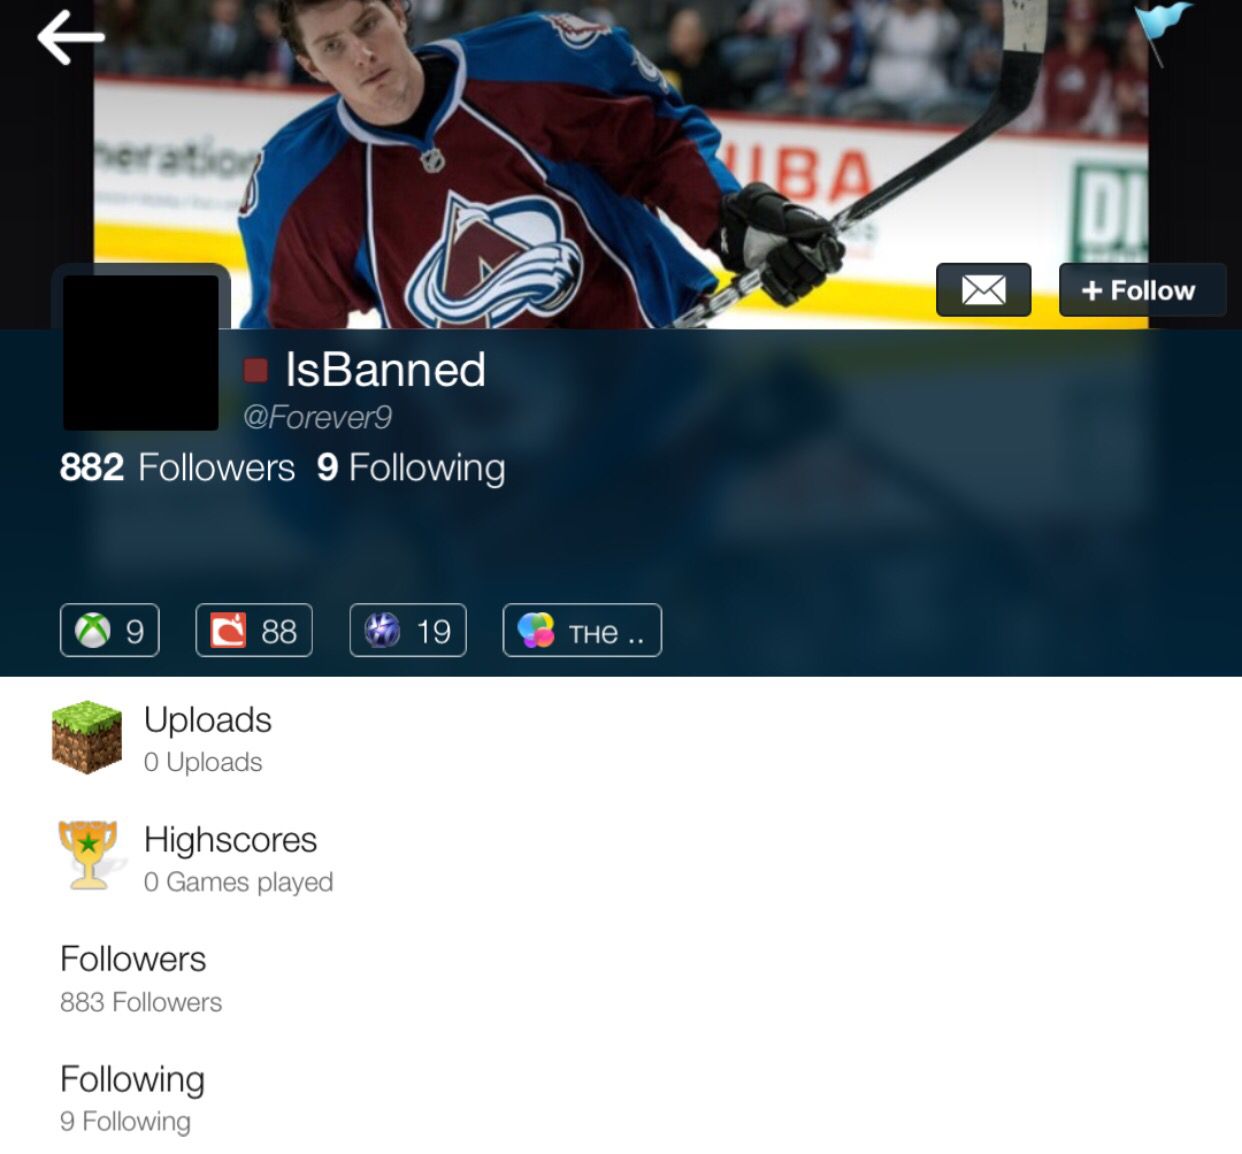 neration
UBA
DI
+ Follow
IsBanned
@Forever9
882 Followers 9 Following
9
88
19
THE ..
Uploads
0 Uploads
Highscores
0 Games played
Followers
883 Followers
Following
9 Following